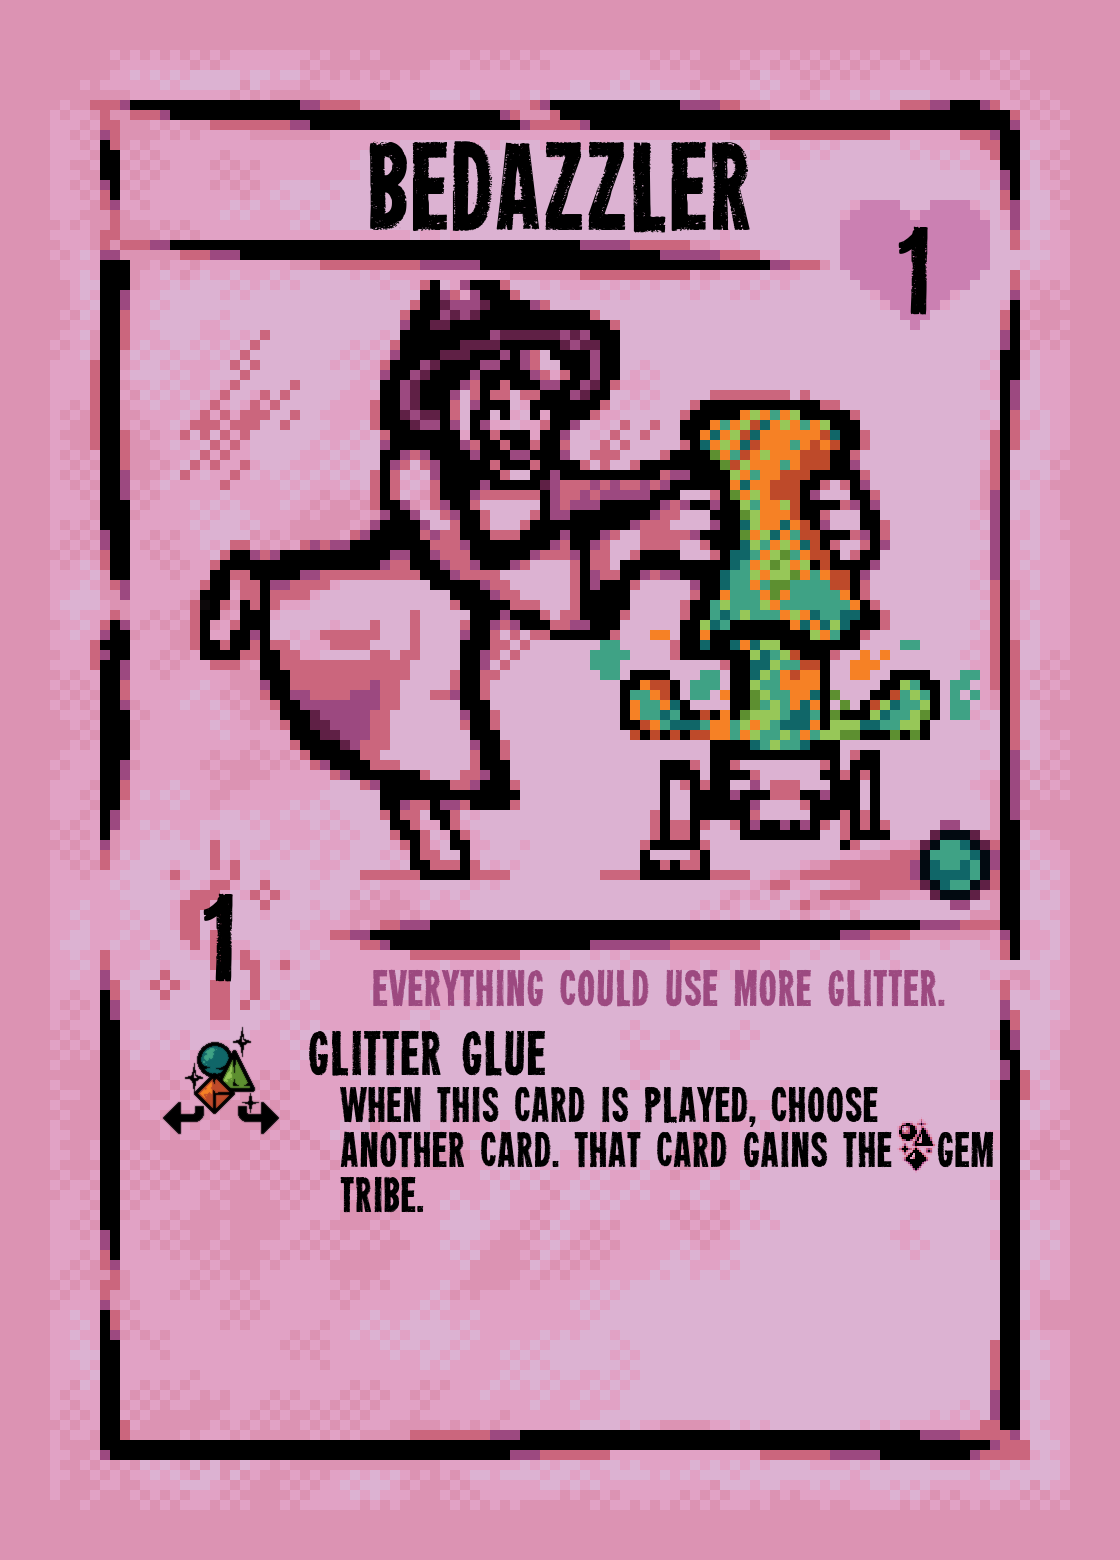 BEDAZZLER
1
1
EVERYTHING COULD USE MORE GLITTER.
GLITTER GLUE
WHEN THIS CARD IS PLAYED, CHOOSE
ANOTHER CARD. THAT CARD GAINS THE GEM
TRIBE.